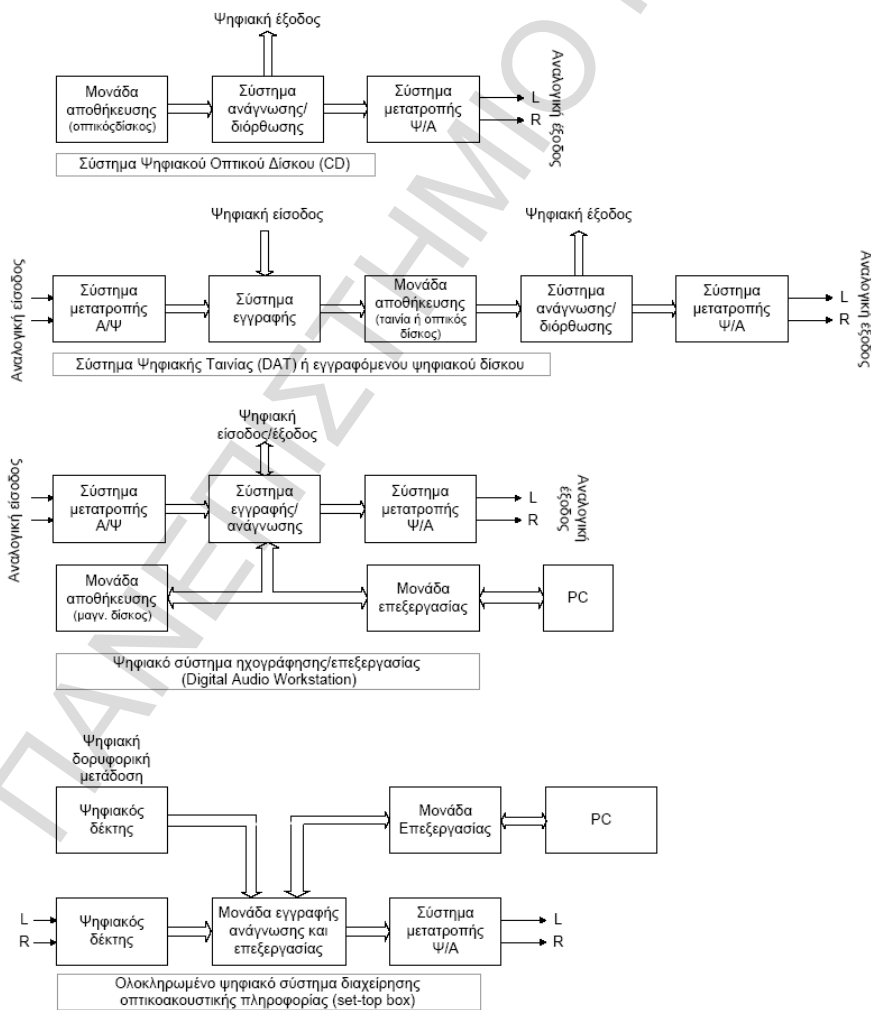 Ψηφιακή έξοδος
Μονάδα
αποθήκευσης
(οπτικόςδίσκος)
Σύστημα
ανάγνωσης/
διόρθωσης
Σύστημα
μετατροπής
Ψ/Α
L
R
Αναλογική έξοδος
Σύστημα Ψηφιακού Οπτικού Δίσκου (CD)
Ψηφιακή είσοδος
Ψηφιακή έξοδος
Αναλογική είσοδος
Σύστημα
μετατροπής
Α/Ψ
Σύστημα
εγγραφής
Μονάδα
αποθήκευσης
(ταινία ή οπτικός
δίσκος)
Σύστημα
ανάγνωσης/
διόρθωσης
Σύστημα
μετατροπής
Ψ/Α
L
R
Αναλογική έξοδος
Σύστημα Ψηφιακής Ταινίας (DAT) ή εγγραφόμενου ψηφιακού δίσκου
Ψηφιακή
είσοδος/έξοδος
Αναλογική είσοδος
Σύστημα
μετατροπής
Α/Ψ
Σύστημα
εγγραφής/
ανάγνωσης
Σύστημα
μετατροπής
Ψ/Α
L
R
Αναλογική
έξοδος
Μονάδα
αποθήκευσης
(μαγν. δίσκος)
Μονάδα
επεξεργασίας
PC
Ψηφιακό σύστημα ηχογράφησης/επεξεργασίας
(Digital Audio Workstation)
Ψηφιακή
δορυφορική
μετάδοση
Ψηφιακός
δέκτης
Μονάδα
Επεξεργασίας
PC
L
R
Ψηφιακός
δέκτης
Μονάδα εγγραφής
ανάγνωσης και
επεξεργασίας
Σύστημα
μετατροπής
Ψ/Α
L
R
Ολοκληρωμένο ψηφιακό σύστημα διαχείρησης
οπτικοακουστικής πληροφορίας (set-top box)
ΠΑΝΕΠΙΣΤΗΜΙΟ